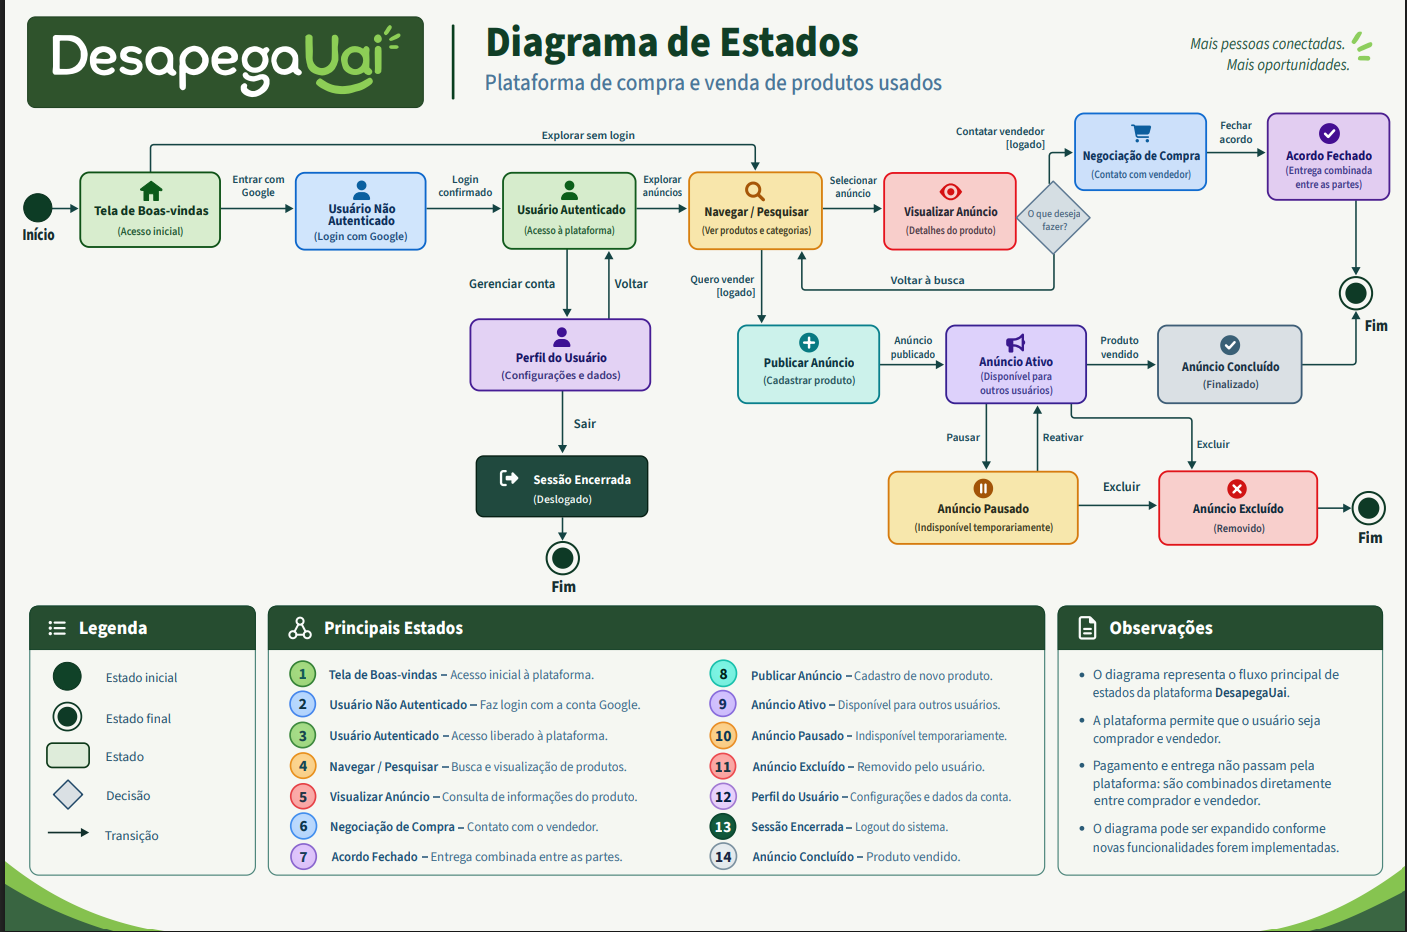 DesapegaUai
Diagrama de Estados
Plataforma de compra e venda de produtos usados
Mais pessoas conectadas.
Mais oportunidades.
Explorar sem login
Contatar vendedor
[logado]
Negociação de Compra
(Contato com vendedor)
Fechar
acordo
Acordo Fechado
(Entrega combinada
entre as partes)
Início
Tela de Boas-vindas
(Acesso inicial)
Entrar com
Google
Usuário Não
Autenticado
(Login com Google)
Login
confirmado
Usuário Autenticado
(Acesso à plataforma)
Explorar
anúncios
Navegar / Pesquisar
(Ver produtos e categorias)
Selecionar
anúncio
Visualizar Anúncio
(Detalhes do produto)
O que deseja
fazer?
Gerenciar conta
Voltar
Quero vender
[logado]
Voltar à busca
Fim
Perfil do Usuário
(Configurações e dados)
Publicar Anúncio
(Cadastrar produto)
Anúncio
publicado
Anúncio Ativo
(Disponível para
outros usuários)
Produto
vendido
Anúncio Concluído
(Finalizado)
Sair
Pausar
Reativar
Excluir
Sessão Encerrada
(Deslogado)
Anúncio Pausado
(Indisponível temporariamente)
Excluir
Anúncio Excluído
(Removido)
Fim
Fim
Legenda
Estado inicial
Estado final
Estado
Decisão
Transição
Principais Estados
1 Tela de Boas-vindas – Acesso inicial à plataforma.
2 Usuário Não Autenticado – Faz login com a conta Google.
3 Usuário Autenticado – Acesso liberado à plataforma.
4 Navegar / Pesquisar – Busca e visualização de produtos.
5 Visualizar Anúncio – Consulta de informações do produto.
6 Negociação de Compra – Contato com o vendedor.
7 Acordo Fechado – Entrega combinada entre as partes.
8 Publicar Anúncio – Cadastro de novo produto.
9 Anúncio Ativo – Disponível para outros usuários.
10 Anúncio Pausado – Indisponível temporariamente.
11 Anúncio Excluído – Removido pelo usuário.
12 Perfil do Usuário – Configurações e dados da conta.
13 Sessão Encerrada – Logout do sistema.
14 Anúncio Concluído – Produto vendido.
Observações
• O diagrama representa o fluxo principal de
estados da plataforma DesapegaUai.
• A plataforma permite que o usuário seja
comprador e vendedor.
• Pagamento e entrega não passam pela
plataforma: são combinados diretamente
entre comprador e vendedor.
• O diagrama pode ser expandido conforme
novas funcionalidades forem implementadas.